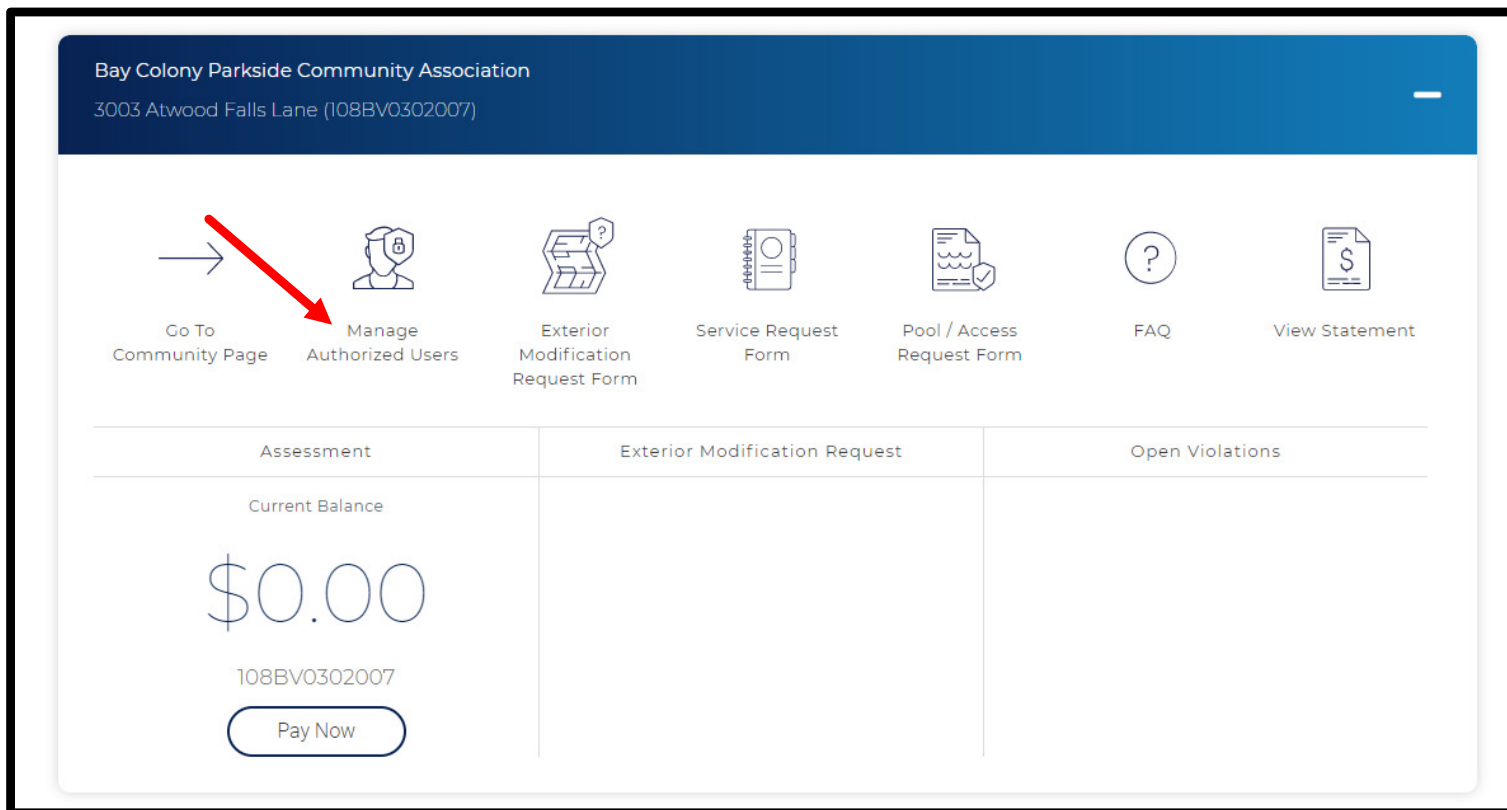 Bay Colony Parkside Community Association
3003 Atwood Falls Lane (108BV0302007)
?
$
?
Go To
Community Page
Manage
Authorized Users
Exterior
Modification
Request Form
Service Request
Form
Pool / Access
Request Form
FAQ
View Statement
Assessment
Exterior Modification Request
Open Violations
Current Balance
$0.00
108BV0302007
Pay Now